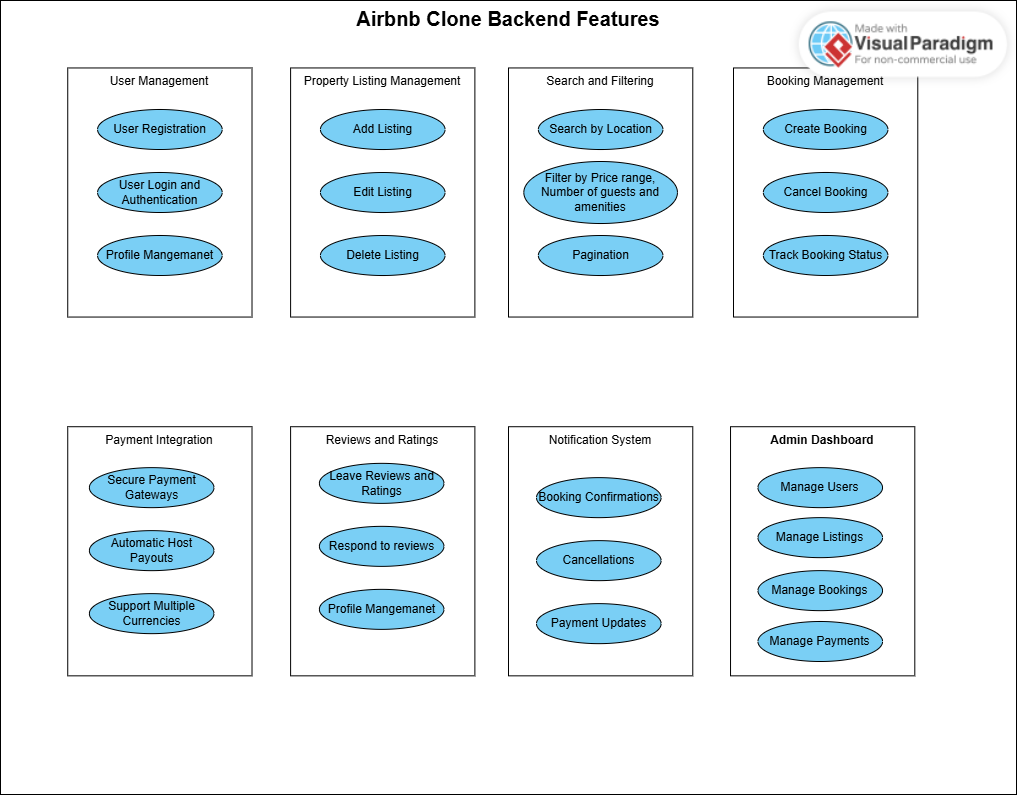 Airbnb Clone Backend Features
Made with
VisualParadigm
For non-commercial use
User Management
User Registration
User Login and
Authentication
Profile Mangemanet
Property Listing Management
Add Listing
Edit Listing
Delete Listing
Search and Filtering
Search by Location
Filter by Price range,
Number of guests and
amenities
Pagination
Booking Management
Create Booking
Cancel Booking
Track Booking Status
Payment Integration
Secure Payment
Gateways
Automatic Host
Payouts
Support Multiple
Currencies
Reviews and Ratings
Leave Reviews and
Ratings
Respond to reviews
Profile Mangemanet
Notification System
Booking Confirmations
Cancellations
Payment Updates
Admin Dashboard
Manage Users
Manage Listings
Manage Bookings
Manage Payments